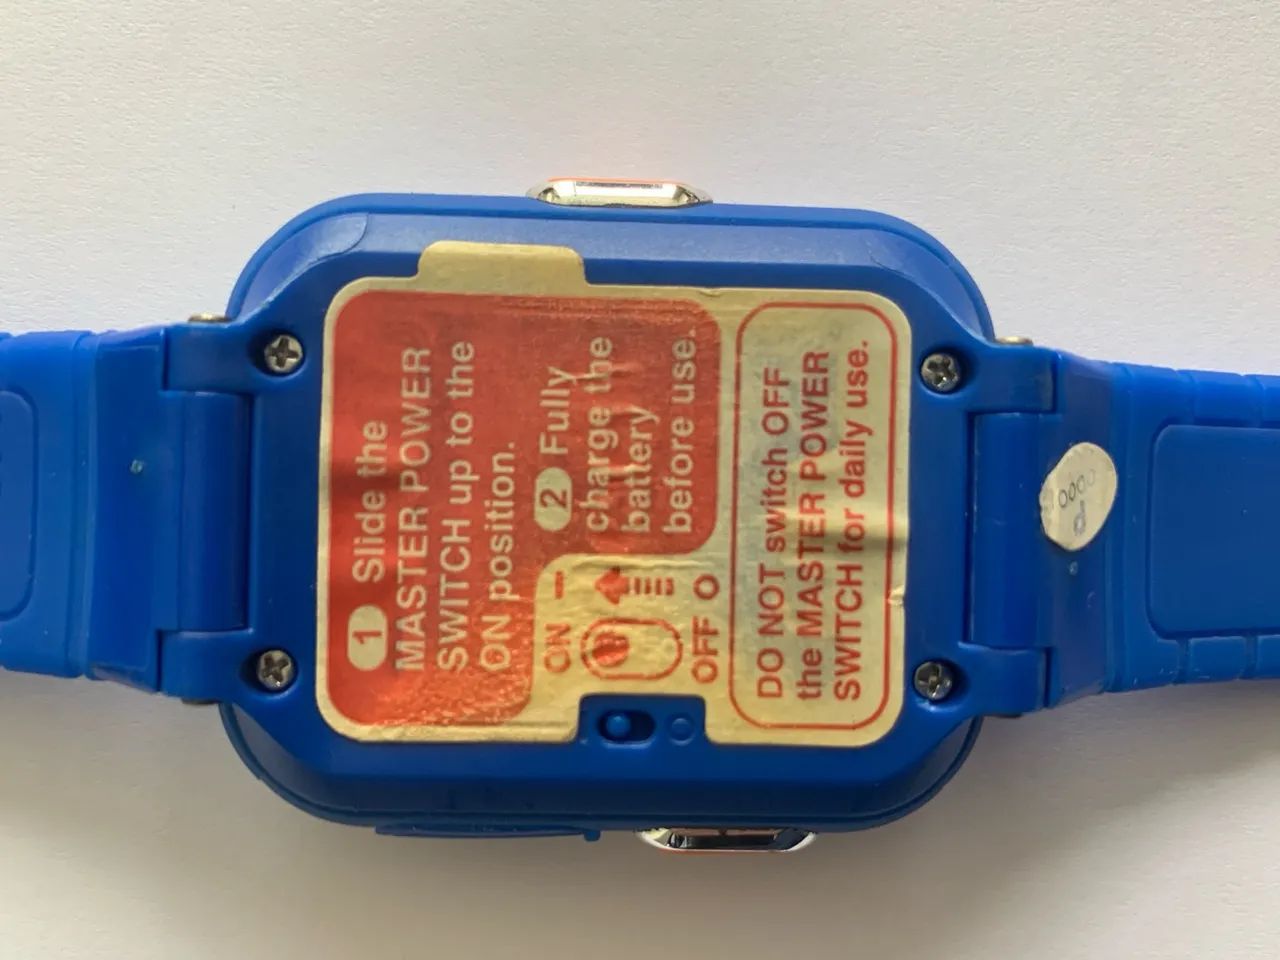 1 Slide the
MASTER POWER
SWITCH up to the
ON position.
2 Fully
charge the
battery
before use.
ON
OFF
DO NOT switch OFF
the MASTER POWER
SWITCH for daily use.